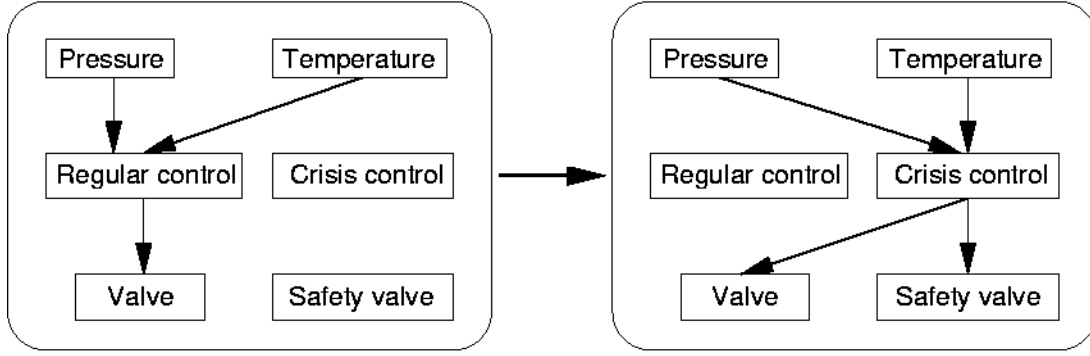 Pressure
Temperature
Regular control
Crisis control
Valve
Safety valve
Pressure
Temperature
Regular control
Crisis control
Valve
Safety valve